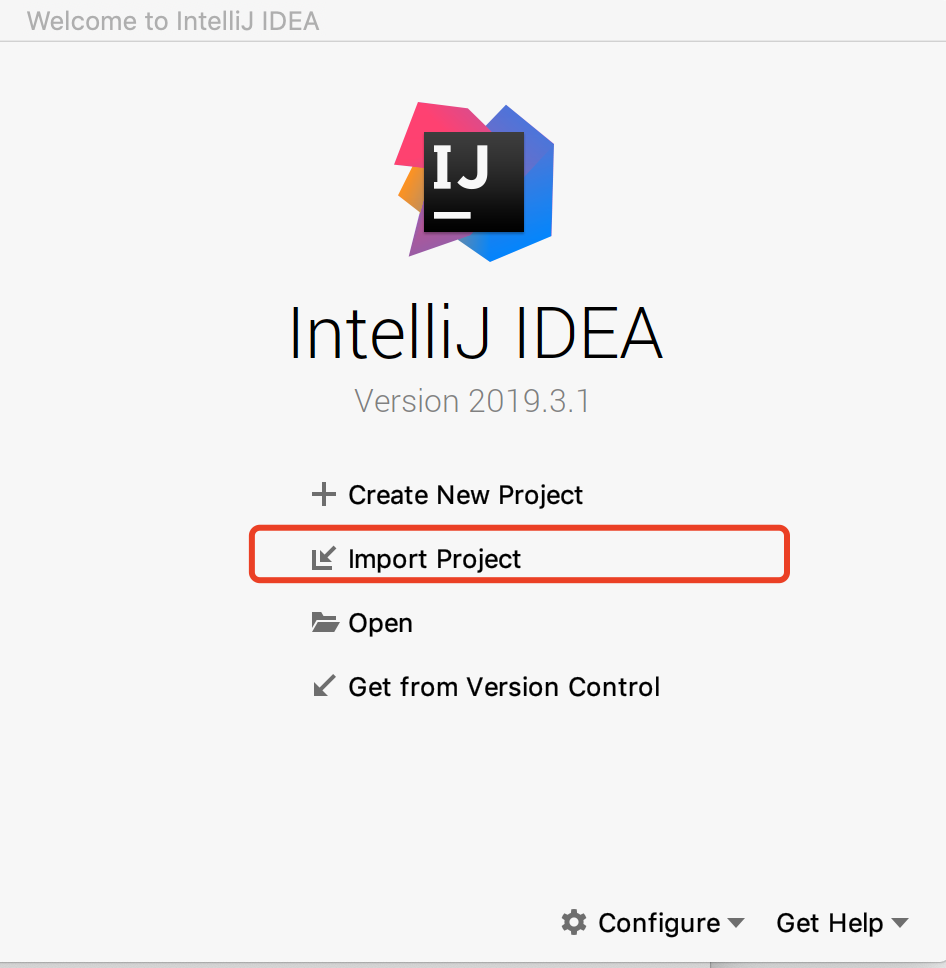 Welcome to IntelliJ IDEA
IJ
IntelliJ IDEA
Version 2019.3.1
Create New Project
Import Project
Open
Get from Version Control
Configure Get Help